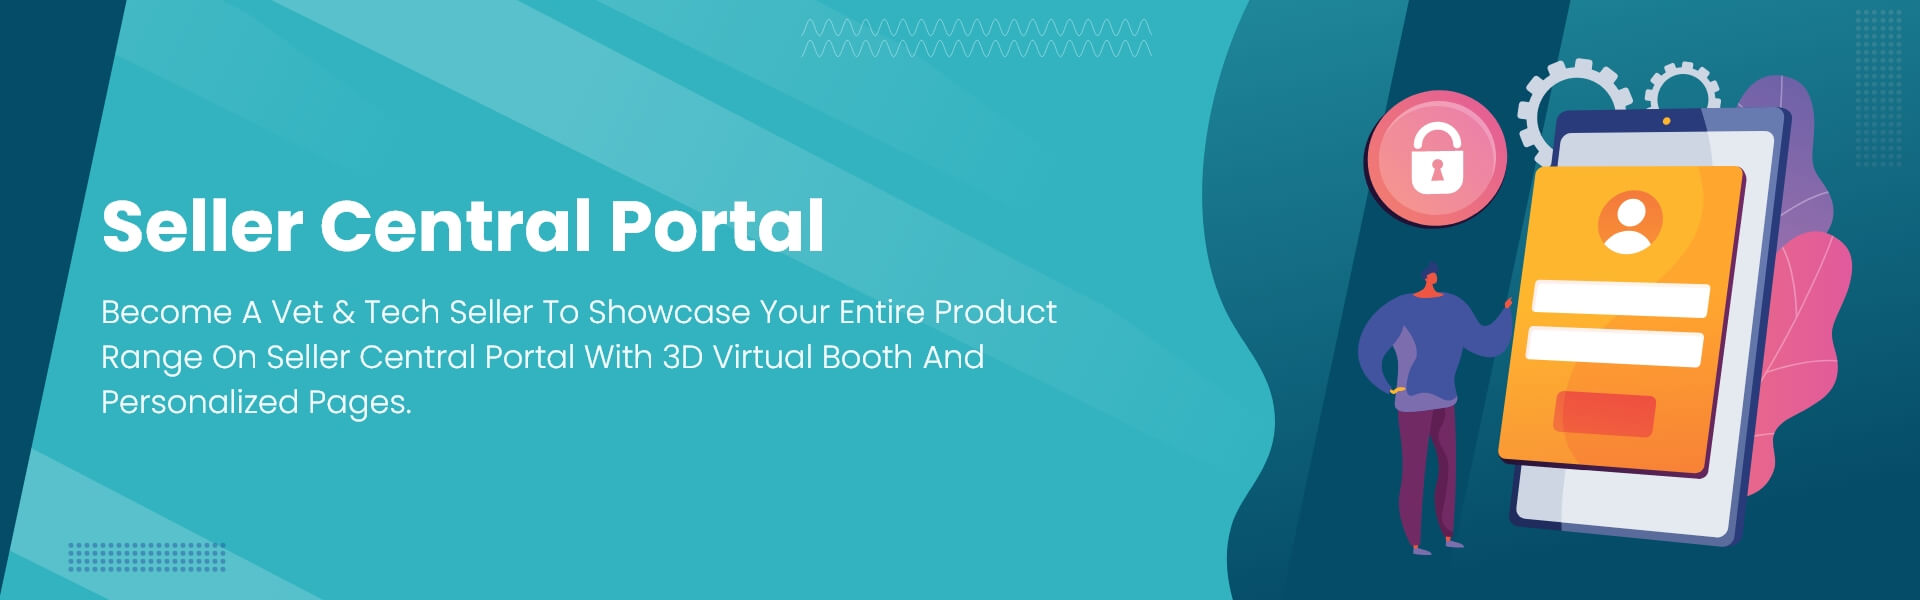 Seller Central Portal
Become A Vet & Tech Seller To Showcase Your Entire Product
Range On Seller Central Portal With 3D Virtual Booth And
Personalized Pages.